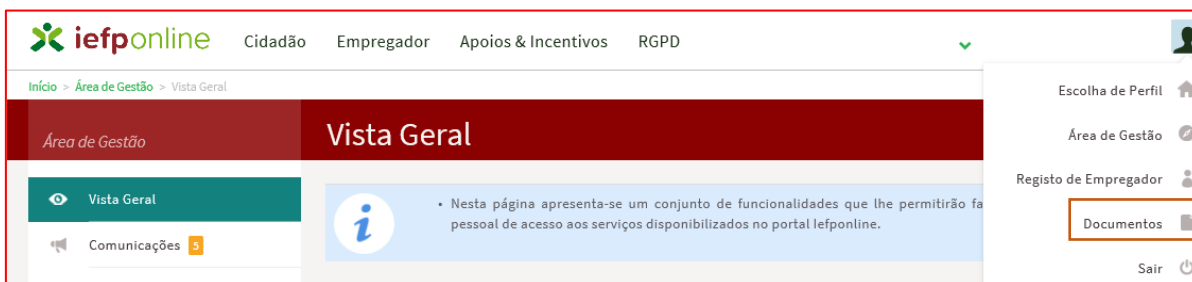 iefponline Cidadão Empregador Apoios & Incentivos RGPD
Início > Área de Gestão > Vista Geral
Escolha de Perfil
Área de Gestão
Vista Geral
Área de Gestão
Registo de Empregador
Vista Geral
• Nesta página apresenta-se um conjunto de funcionalidades que lhe permitirão fa
pessoal de acesso aos serviços disponibilizados no portal Iefponline.
Documentos
Comunicações 5
Sair